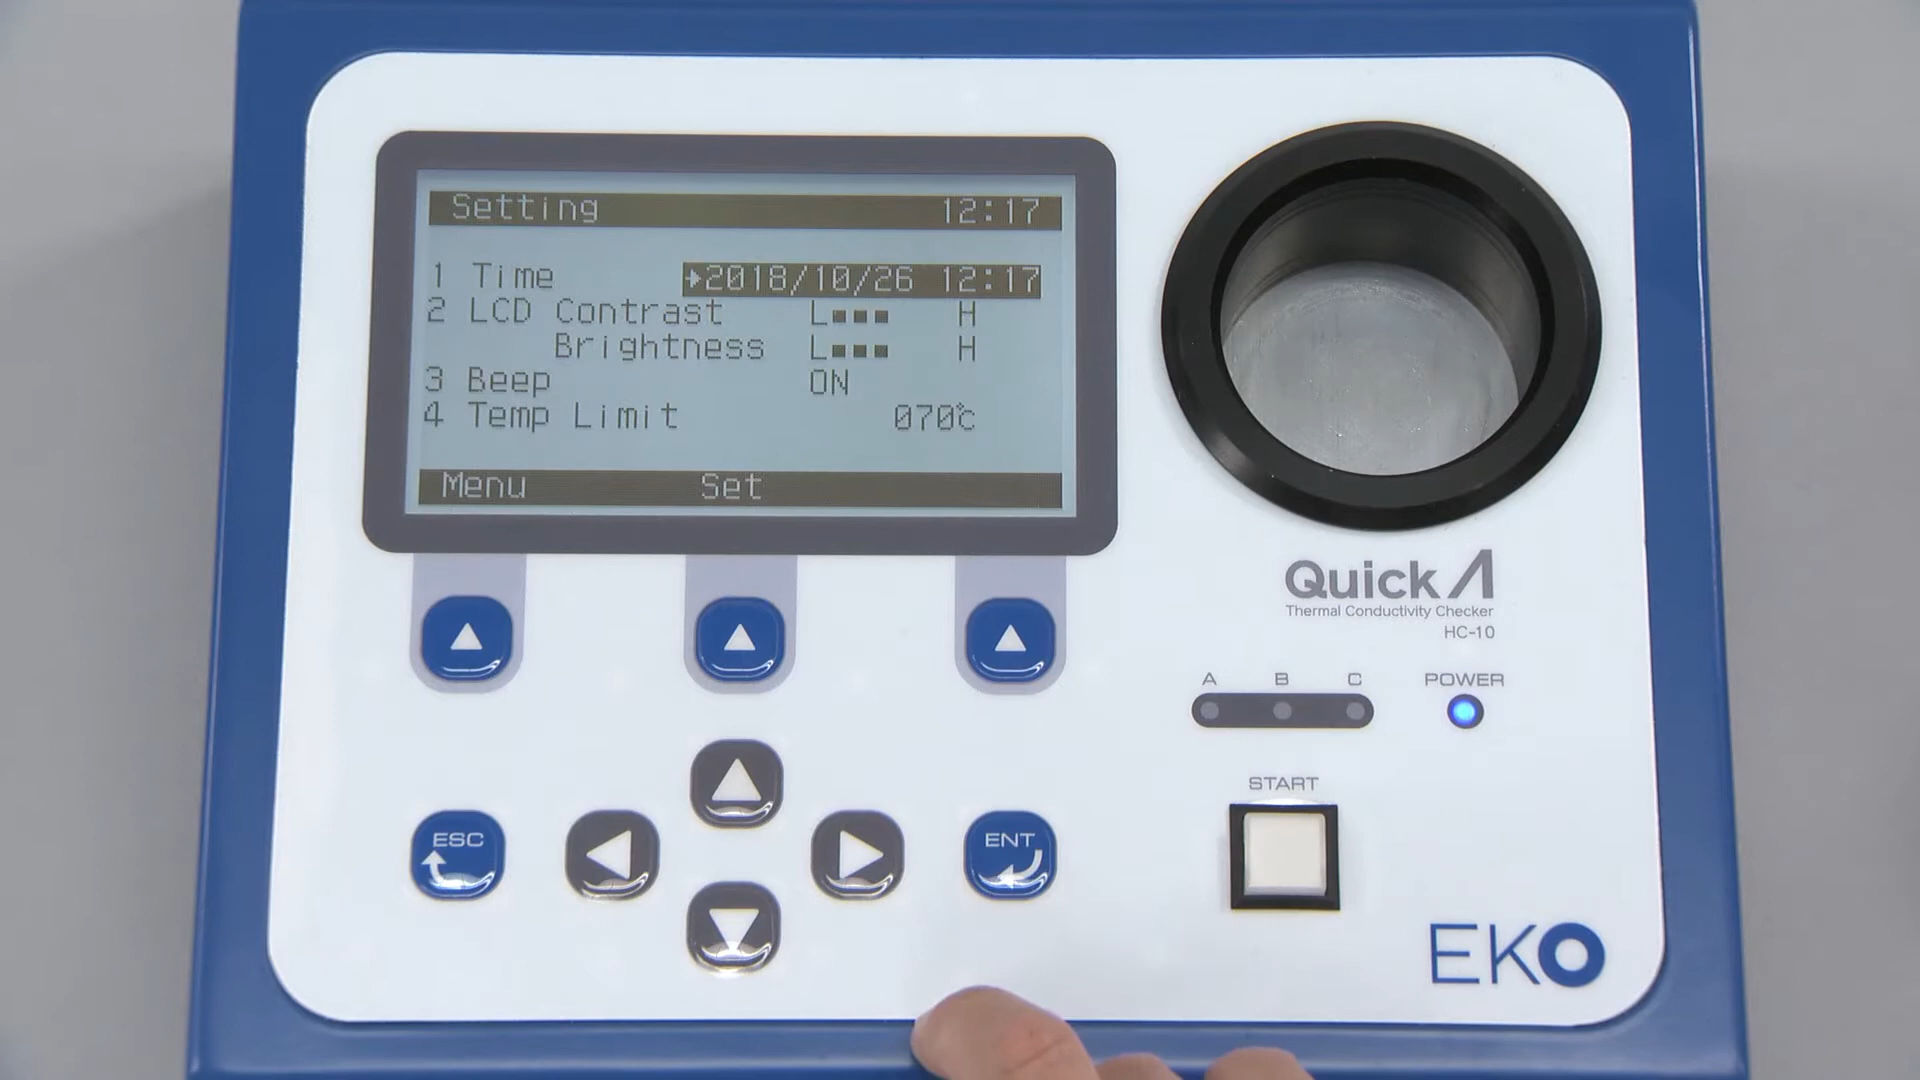 Setting 12:17
1 Time 2018/10/26 12:17
2 LCD Contrast L H
Brightness L H
3 Beep ON
4 Temp Limit 070℃
Menu Set
Quick Λ
Thermal Conductivity Checker
HC-10
A B C POWER
START
ESC ENT
EKO